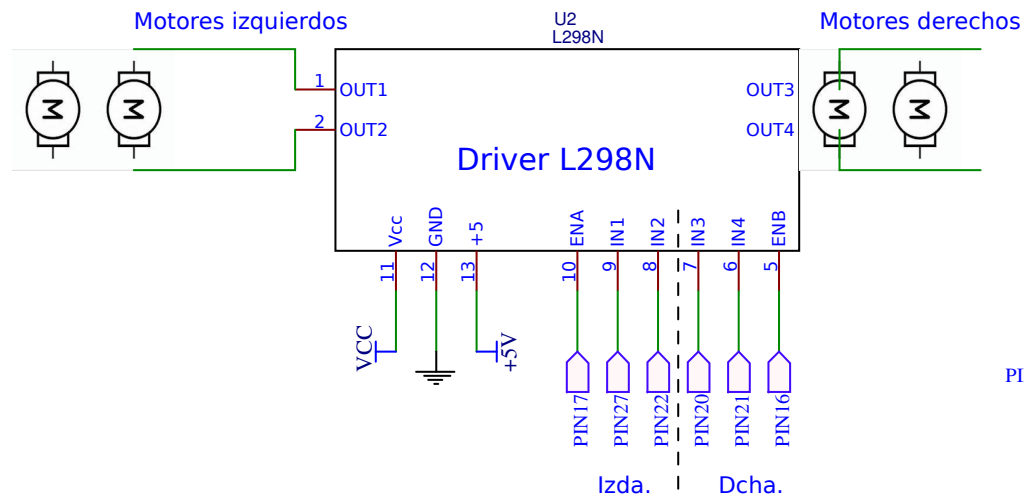 Motores izquierdos
U2
L298N
Motores derechos
M
M
1
OUT1
2
OUT2
OUT3
OUT4
M
M
Driver L298N
Vcc
GND
+5
ENA
IN1
IN2
IN3
IN4
ENB
11
12
13
10
9
8
7
6
5
VCC
+5V
PIN17
PIN27
PIN22
PIN20
PIN21
PIN16
PI
Izda.
Dcha.